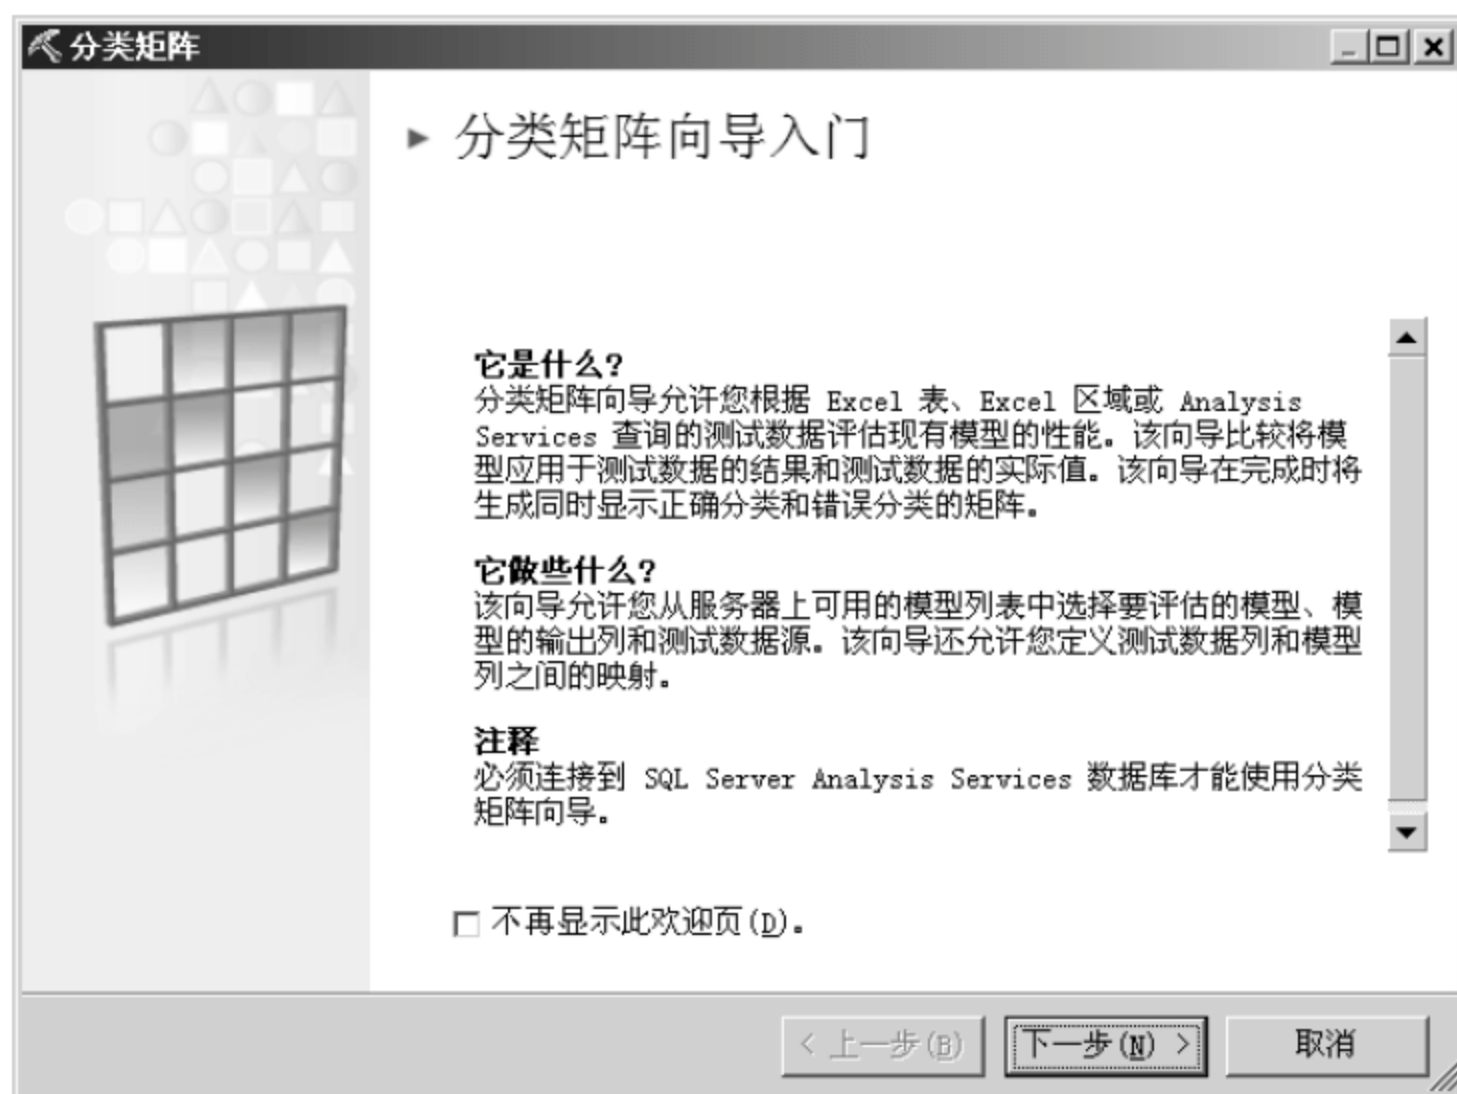 分类矩阵
分类矩阵向导入门
它是什么?
分类矩阵向导允许您根据 Excel 表、Excel 区域或 Analysis
Services 查询的测试数据评估现有模型的性能。该向导比较将模
型应用于测试数据的结果和测试数据的实际值。该向导在完成时将
生成同时显示正确分类和错误分类的矩阵。
它做些什么?
该向导允许您从服务器上可用的模型列表中选择要评估的模型、模
型的输出列和测试数据源。该向导还允许您定义测试数据列和模型
列之间的映射。
注释
必须连接到 SQL Server Analysis Services 数据库才能使用分类
矩阵向导。
不再显示此欢迎页(D)。
< 上一步(B) 下一步(N) > 取消